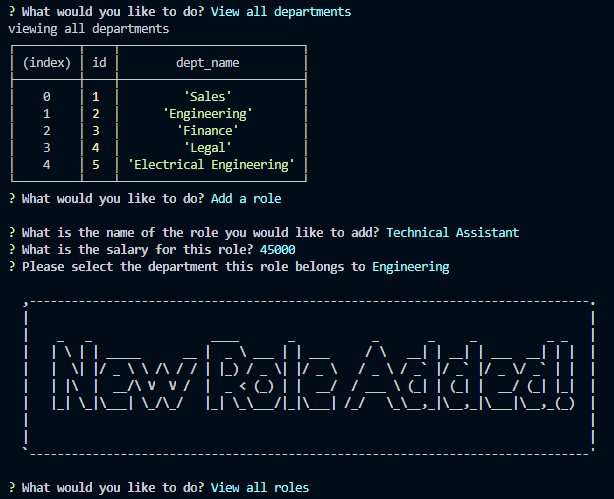 ? What would you like to do? View all departments
viewing all departments
(index) id dept_name
0 1 'Sales'
1 2 'Engineering'
2 3 'Finance'
3 4 'Legal'
4 5 'Electrical Engineering'
? What would you like to do? Add a role
? What is the name of the role you would like to add? Technical Assistant
? What is the salary for this role? 45000
? Please select the department this role belongs to Engineering
New Role Added!
? What would you like to do? View all roles